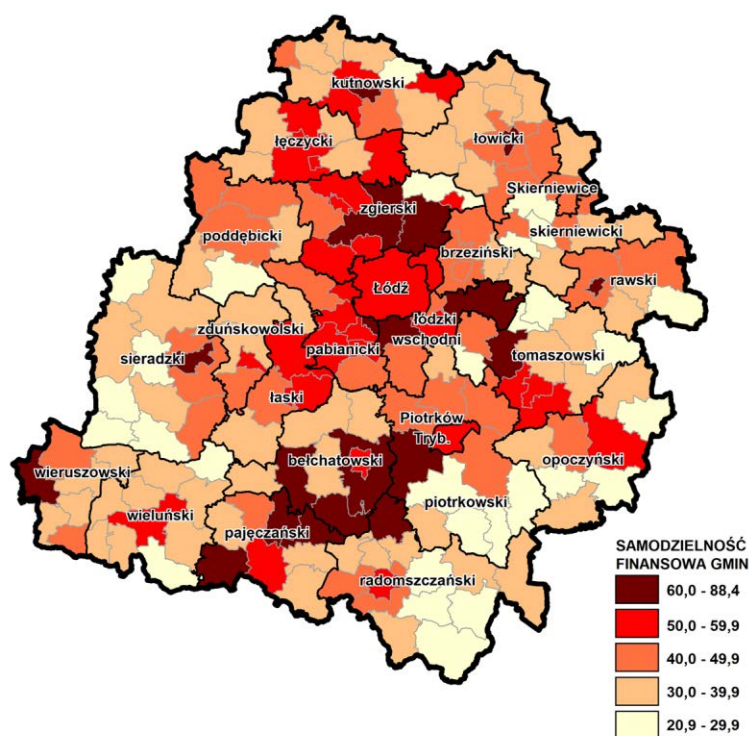 kutnowski
łęczycki
łowicki
Skierniewice
zgierski
skierniewicki
poddębicki
brzeziński
rawski
Łódź
łódzki
wschodni
zduńskowolski
sieradzki
pabianicki
tomaszowski
łaski
Piotrków
Tryb.
opoczyński
bełchatowski
wieruszowski
wieluński
piotrkowski
pajęczański
radomszczański
SAMODZIELNOŚĆ
FINANSOWA GMIN
60,0 - 88,4
50,0 - 59,9
40,0 - 49,9
30,0 - 39,9
20,9 - 29,9